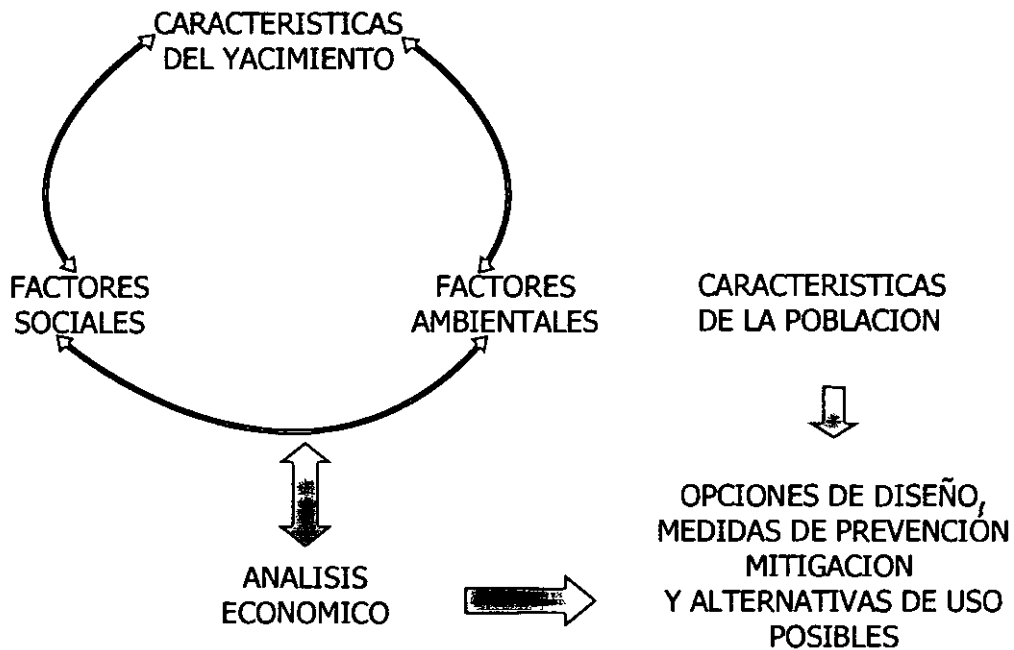 CARACTERISTICAS
DEL YACIMIENTO
FACTORES
SOCIALES
FACTORES
AMBIENTALES
CARACTERISTICAS
DE LA POBLACION
ANALISIS
ECONOMICO
OPCIONES DE DISEÑO,
MEDIDAS DE PREVENCIÓN
MITIGACION
Y ALTERNATIVAS DE USO
POSIBLES